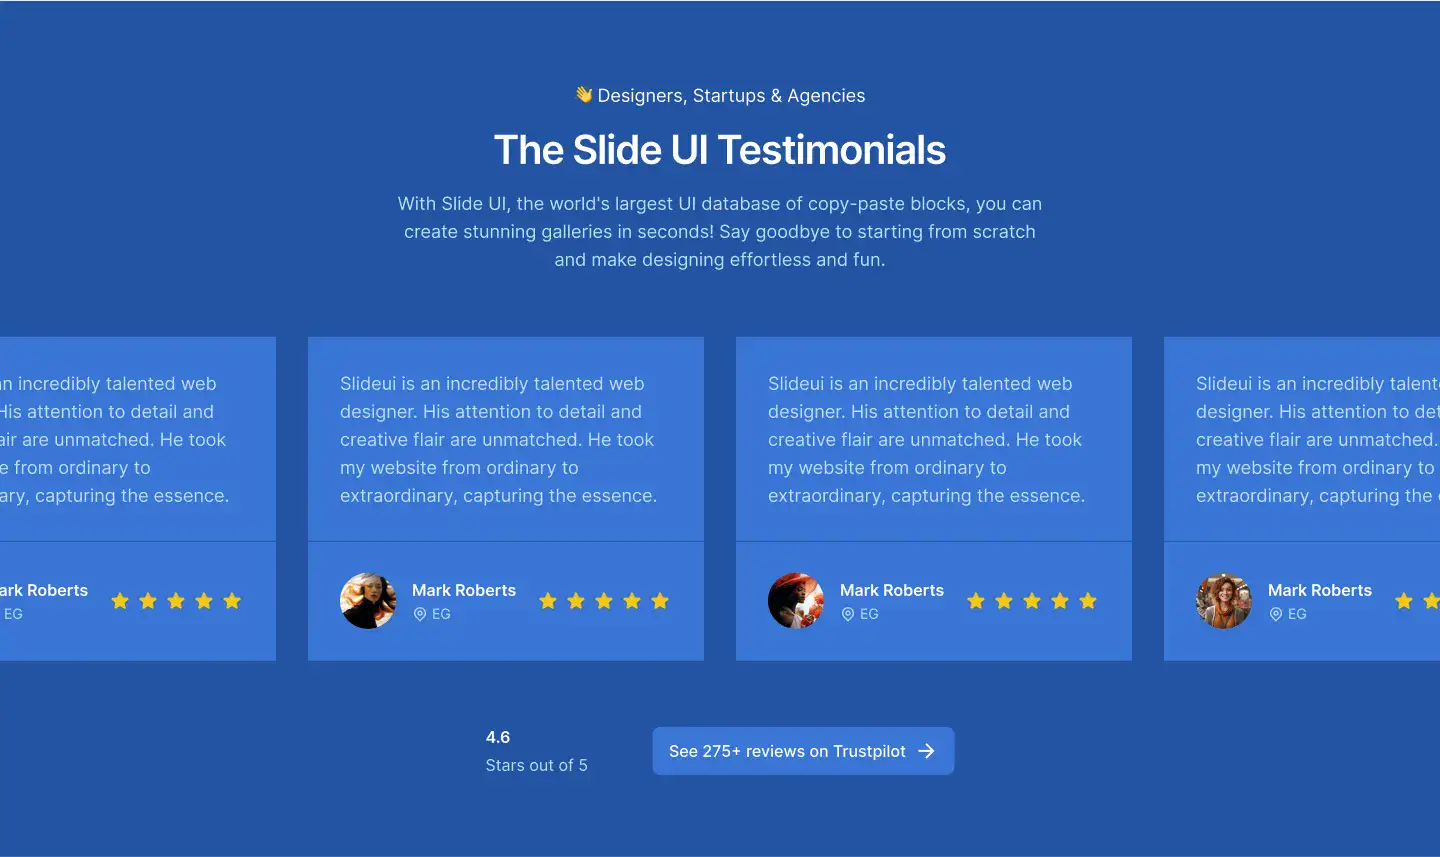 👋 Designers, Startups & Agencies
The Slide UI Testimonials
With Slide UI, the world's largest UI database of copy-paste blocks, you can
create stunning galleries in seconds! Say goodbye to starting from scratch
and make designing effortless and fun.
incredibly talented web
His attention to detail and
are unmatched. He took
from ordinary to
capturing the essence.
Roberts
EG
Slideui is an incredibly talented web
designer. His attention to detail and
creative flair are unmatched. He took
my website from ordinary to
extraordinary, capturing the essence.
Mark Roberts
EG
Slideui is an incredibly talented web
designer. His attention to detail and
creative flair are unmatched. He took
my website from ordinary to
extraordinary, capturing the essence.
Mark Roberts
EG
Slideui is an incredibly
designer. His attention to
creative flair are unmatched.
my website from ordinary to
extraordinary, capturing the
Mark Roberts
EG
4.6
Stars out of 5
See 275+ reviews on Trustpilot